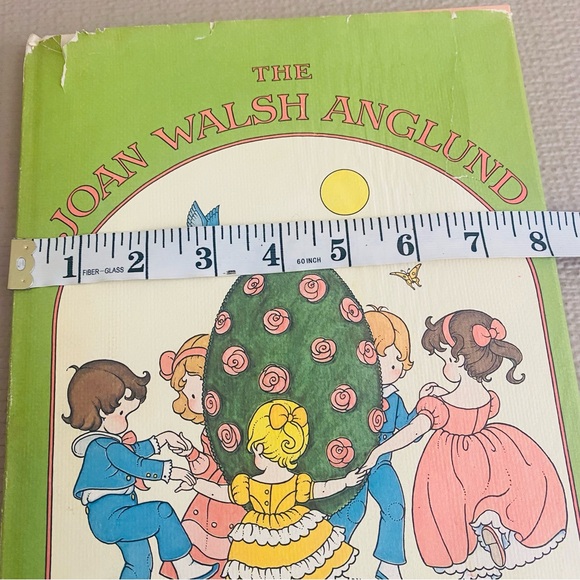 THE
JOAN WALSH ANGLUND
1 FIBER-GLASS 2 3 4 60 INCH 5 6 7 8